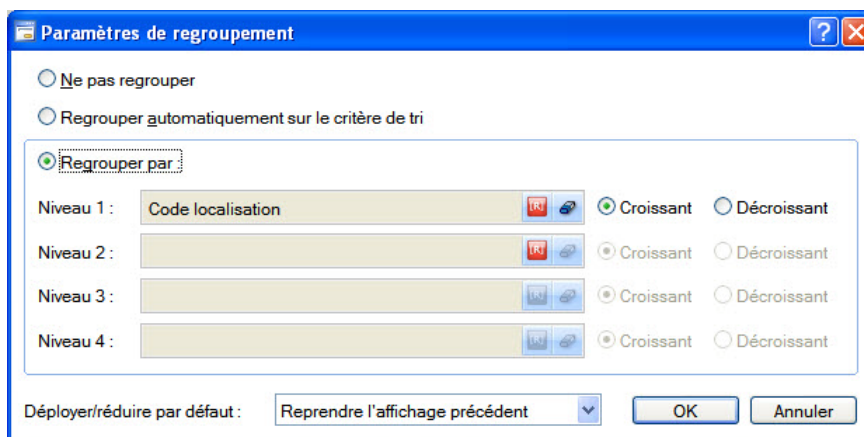 Paramètres de regroupement
Ne pas regrouper
Regrouper automatiquement sur le critère de tri
Regrouper par :
Niveau 1 : Code localisation [R] Croissant Décroissant
Niveau 2 : [R] Croissant Décroissant
Niveau 3 : [R] Croissant Décroissant
Niveau 4 : [R] Croissant Décroissant
Déployer/réduire par défaut : Reprendre l'affichage précédent OK Annuler